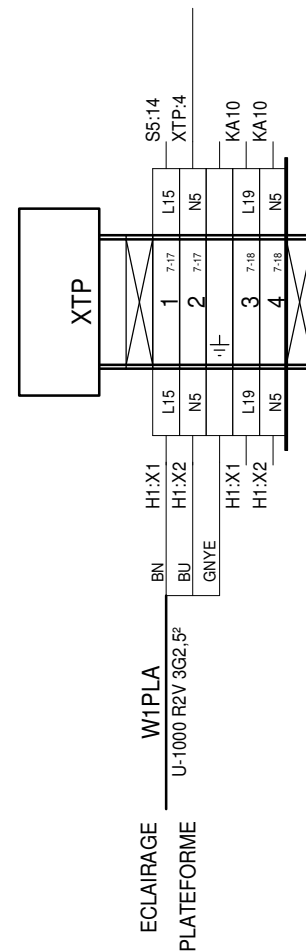 XTP
S5:14
XTP:4
KA10
KA10
L15
N5
L19
N5
1 7-17
2 7-17
3 7-18
4 7-18
L15
N5
L19
N5
H1:X1
H1:X2
H1:X1
H1:X2
BN
BU
GNYE
W1PLA
U-1000 R2V 3G2,5²
ECLAIRAGE
PLATEFORME